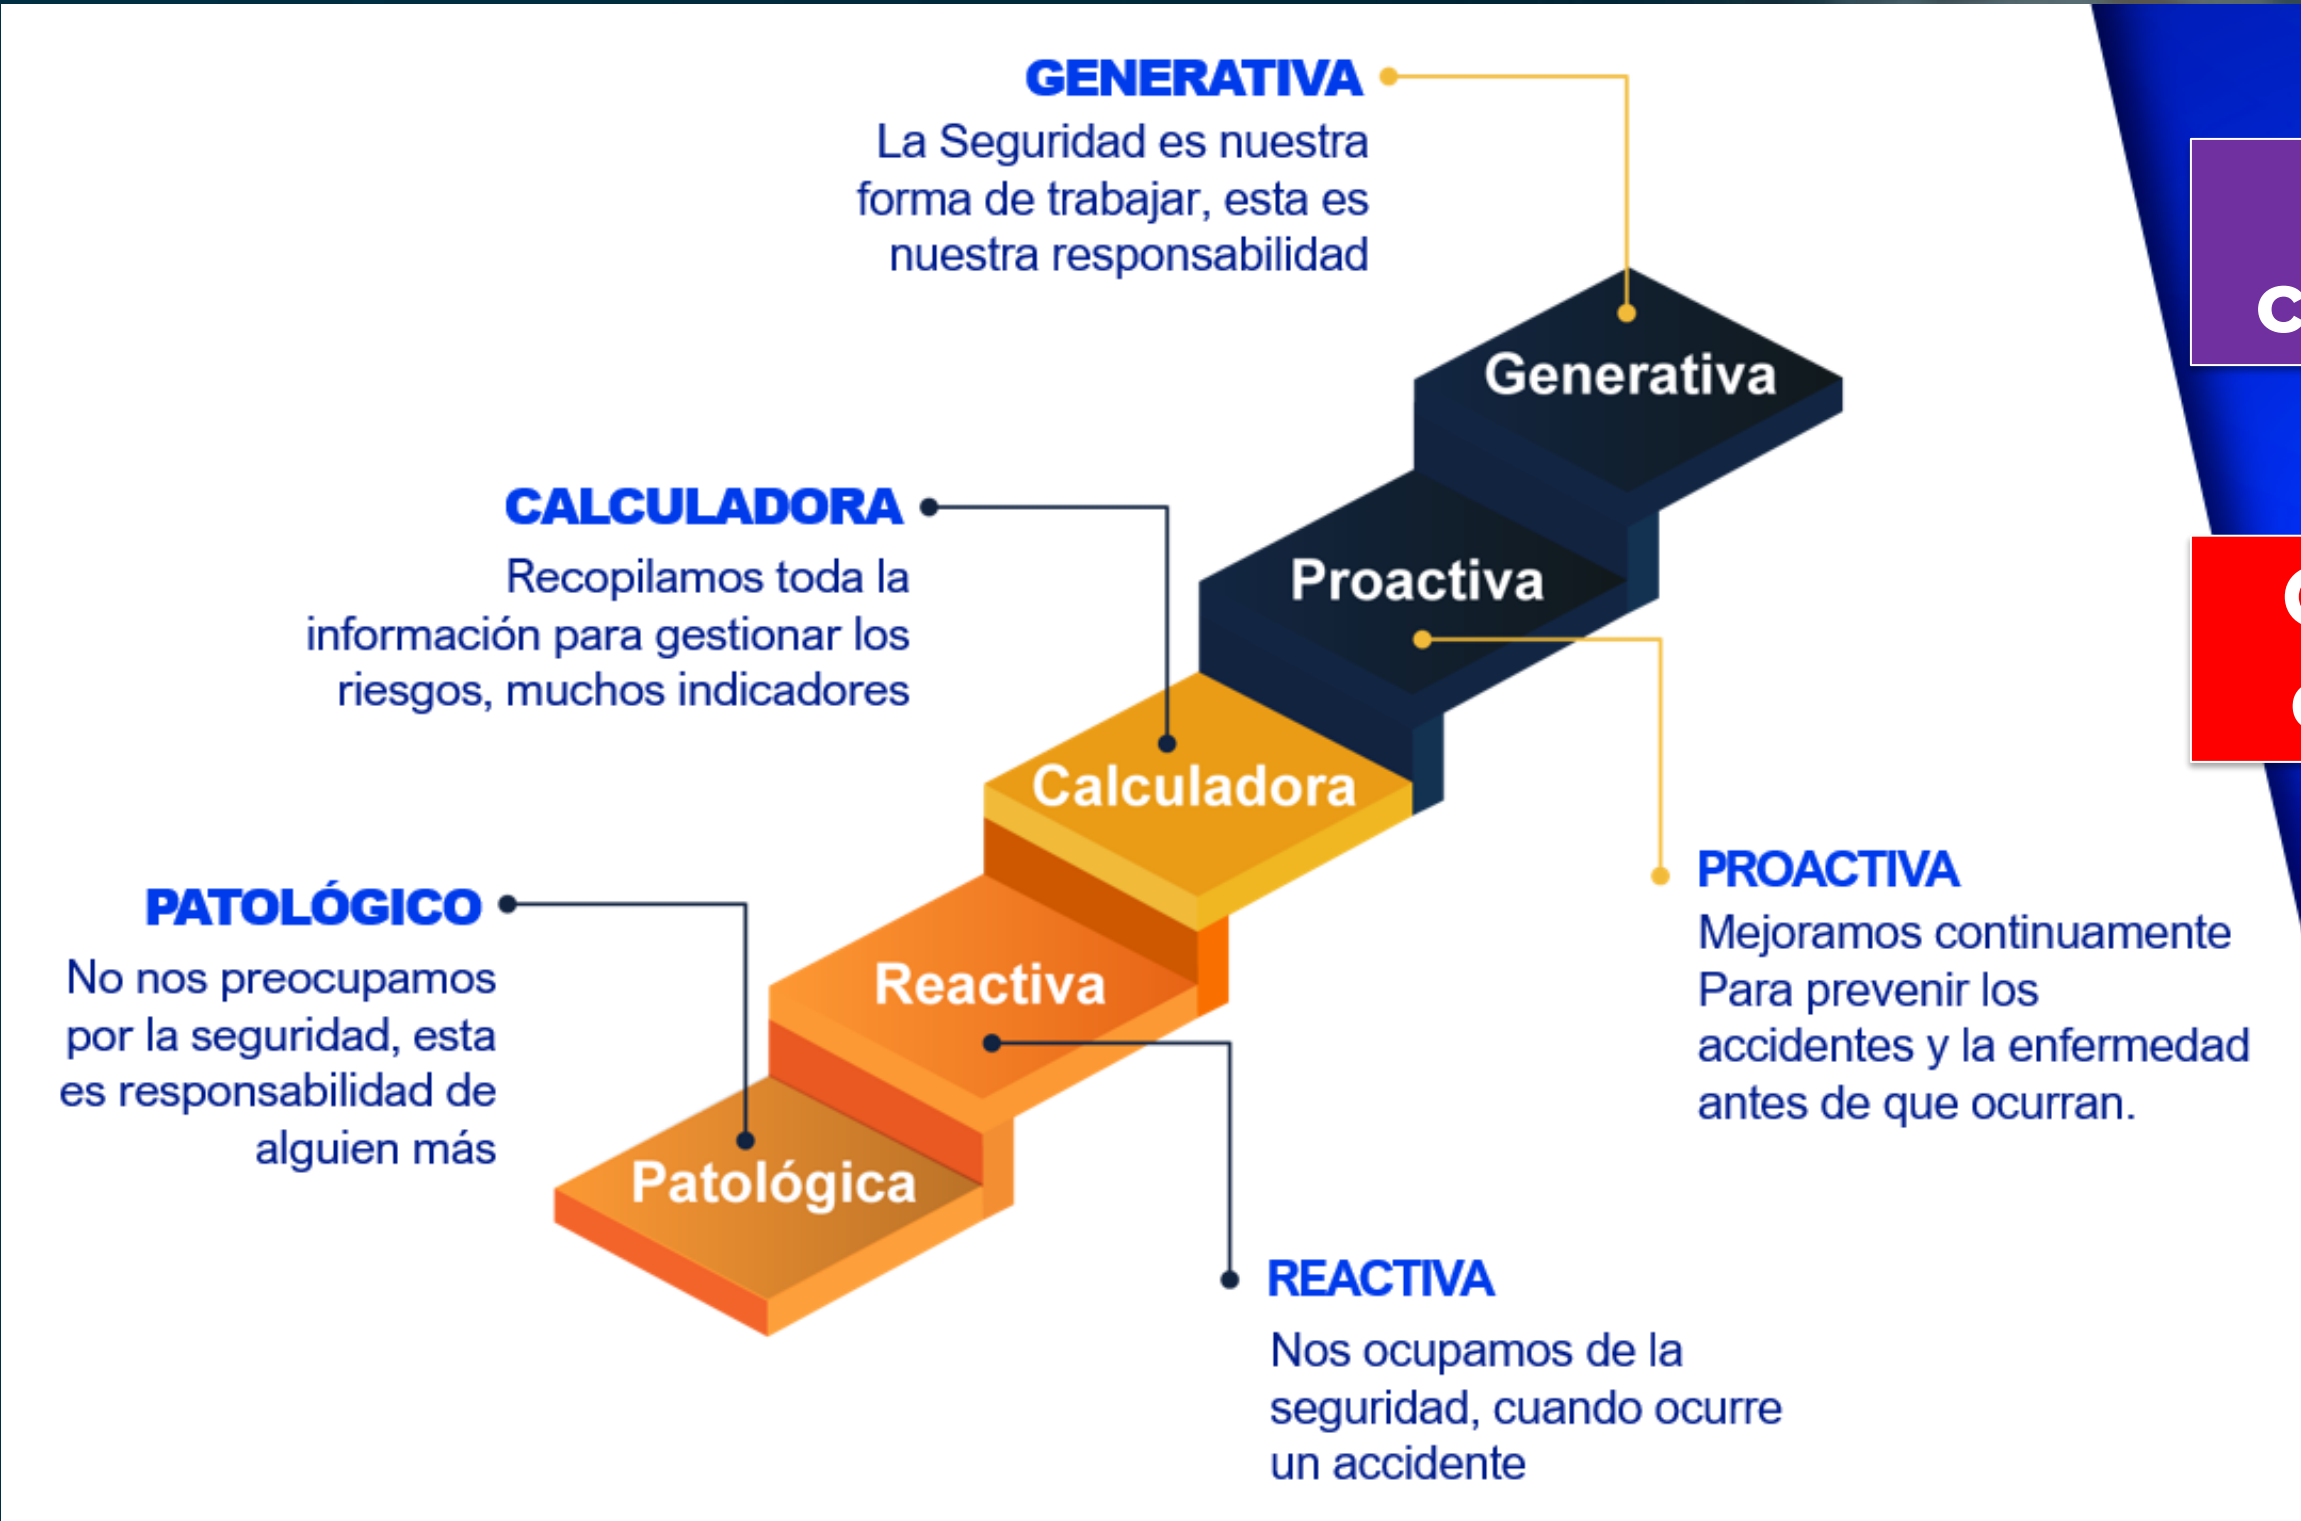 GENERATIVA
La Seguridad es nuestra
forma de trabajar, esta es
nuestra responsabilidad
Generativa
CALCULADORA
Recopilamos toda la
información para gestionar los
riesgos, muchos indicadores
Proactiva
Calculadora
PROACTIVA
Mejoramos continuamente
Para prevenir los
accidentes y la enfermedad
antes de que ocurran.
PATOLÓGICO
No nos preocupamos
por la seguridad, esta
es responsabilidad de
alguien más
Reactiva
Patológica
REACTIVA
Nos ocupamos de la
seguridad, cuando ocurre
un accidente